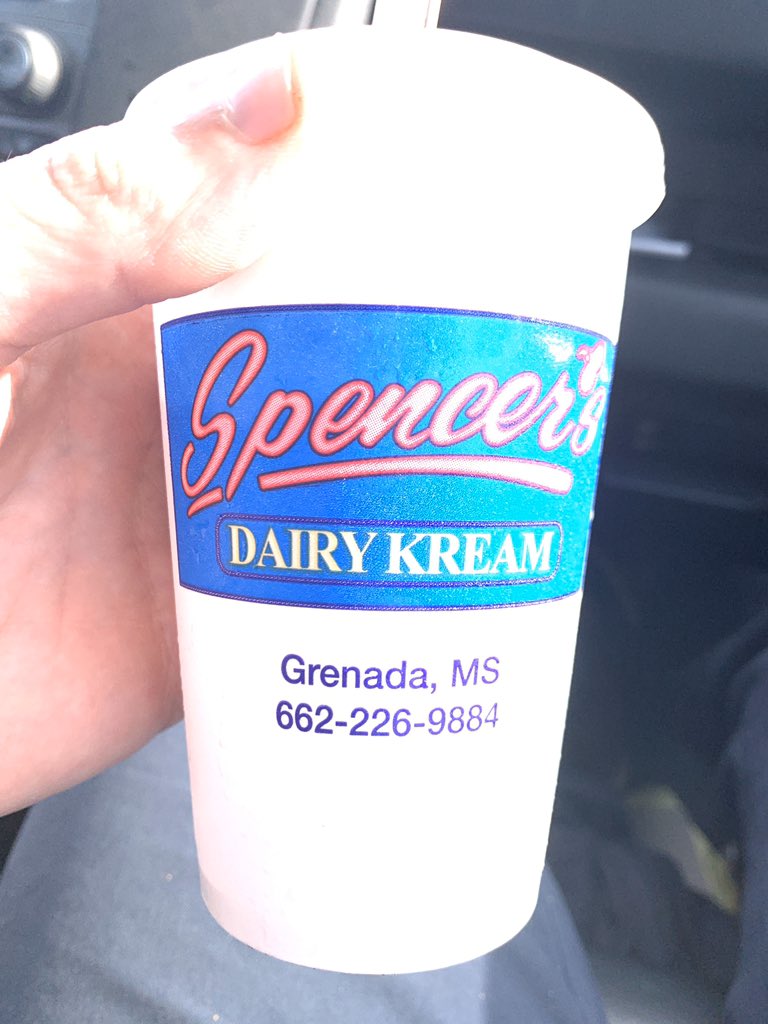 Spencer's
DAIRY KREAM
Grenada, MS
662-226-9884